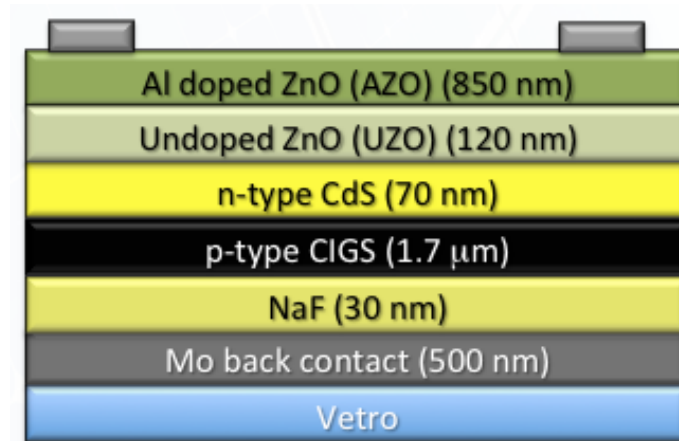 Al doped ZnO (AZO) (850 nm)
Undoped ZnO (UZO) (120 nm)
n-type CdS (70 nm)
p-type CIGS (1.7 μm)
NaF (30 nm)
Mo back contact (500 nm)
Vetro